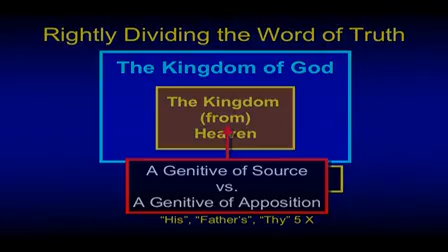 Rightly Dividing the Word of Truth
The Kingdom of God
The Kingdom
(from)
Heaven
A Genitive of Source
vs.
A Genitive of Apposition
"His", "Father's", "Thy" 5 X